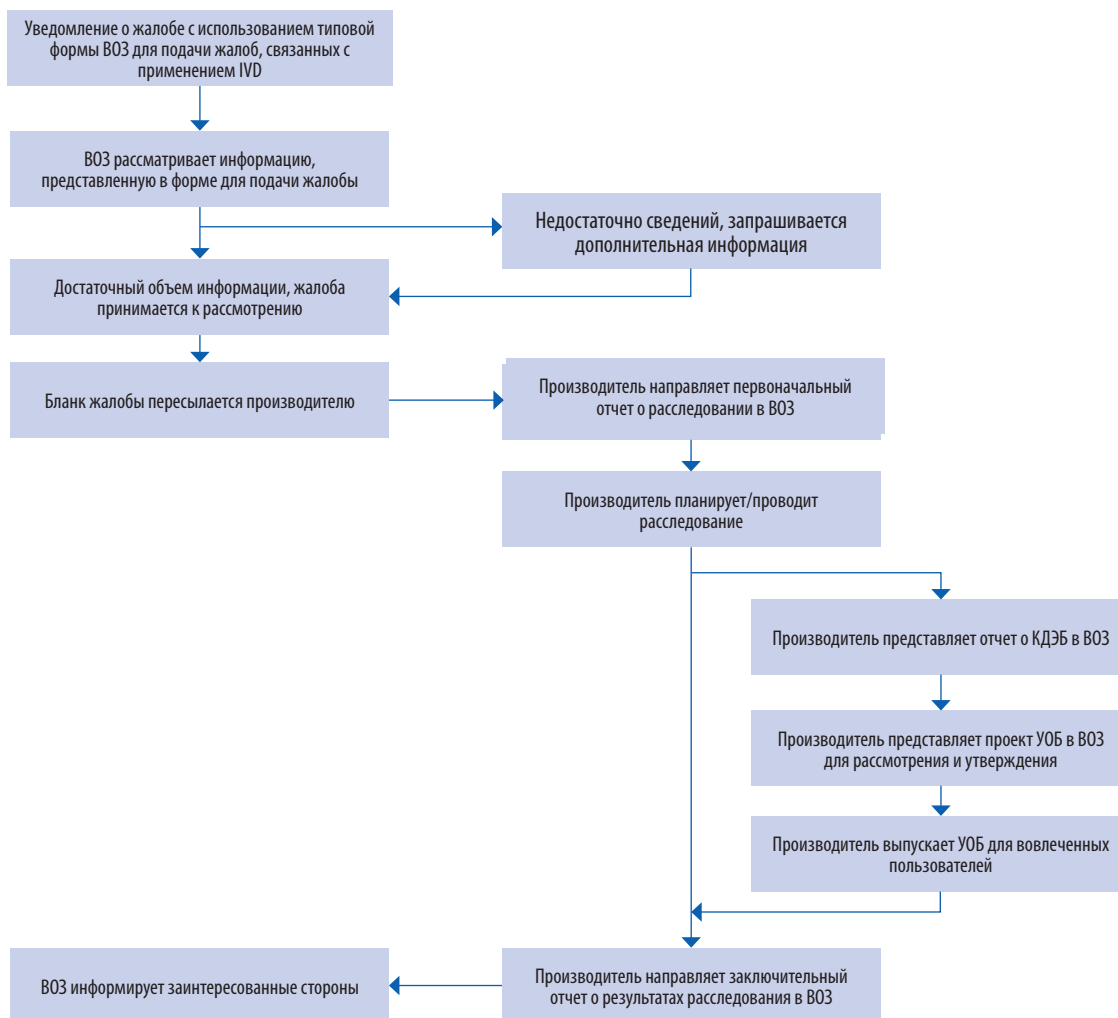 Уведомление о жалобе с использованием типовой
формы ВОЗ для подачи жалоб, связанных с
применением IVD
ВОЗ рассматривает информацию,
представленную в форме для подачи жалобы
Недостаточно сведений, запрашивается
дополнительная информация
Достаточный объем информации, жалоба
принимается к рассмотрению
Бланк жалобы пересылается производителю
Производитель направляет первоначальный
отчет о расследовании в ВОЗ
Производитель планирует/проводит
расследование
Производитель представляет отчет о КДЭБ в ВОЗ
Производитель представляет проект УОБ в ВОЗ
для рассмотрения и утверждения
Производитель выпускает УОБ для вовлеченных
пользователей
Производитель направляет заключительный
отчет о результатах расследования в ВОЗ
ВОЗ информирует заинтересованные стороны